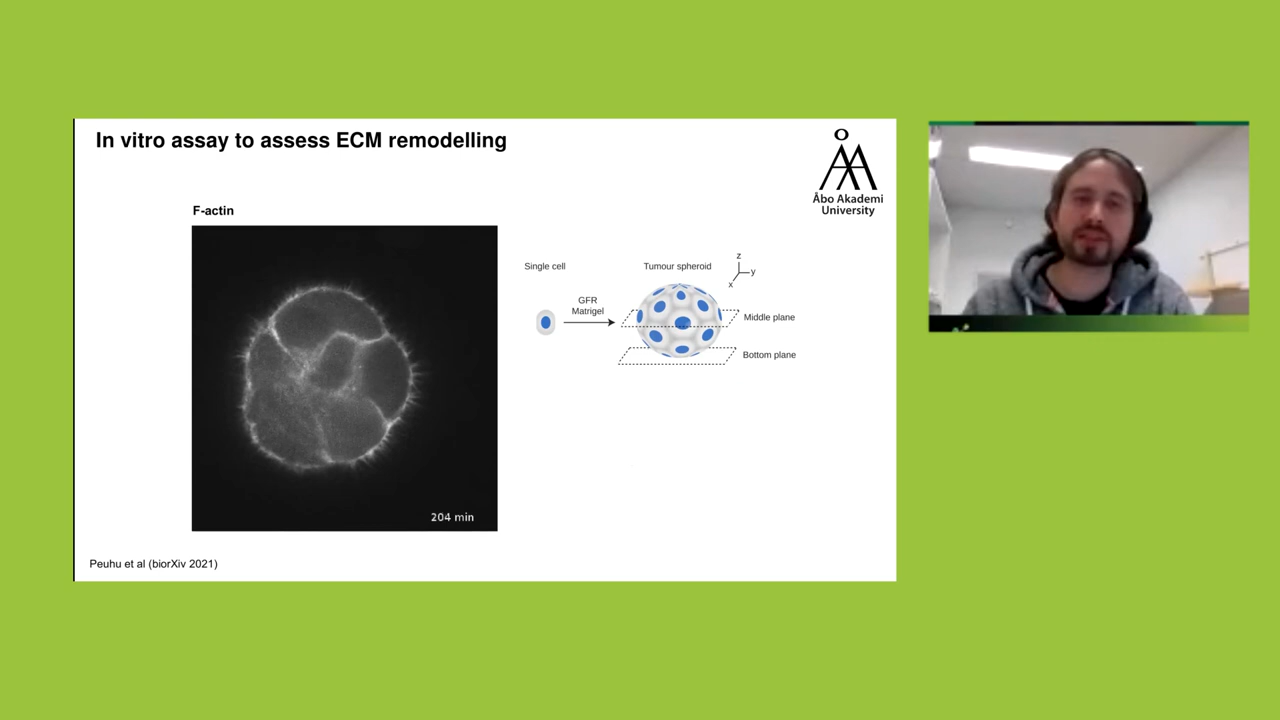 In vitro assay to assess ECM remodelling
Åbo Akademi
University
F-actin
Single cell
GFR
Matrigel
Tumour spheroid
z
y
x
Middle plane
Bottom plane
204 min
Peuhu et al (biorXiv 2021)